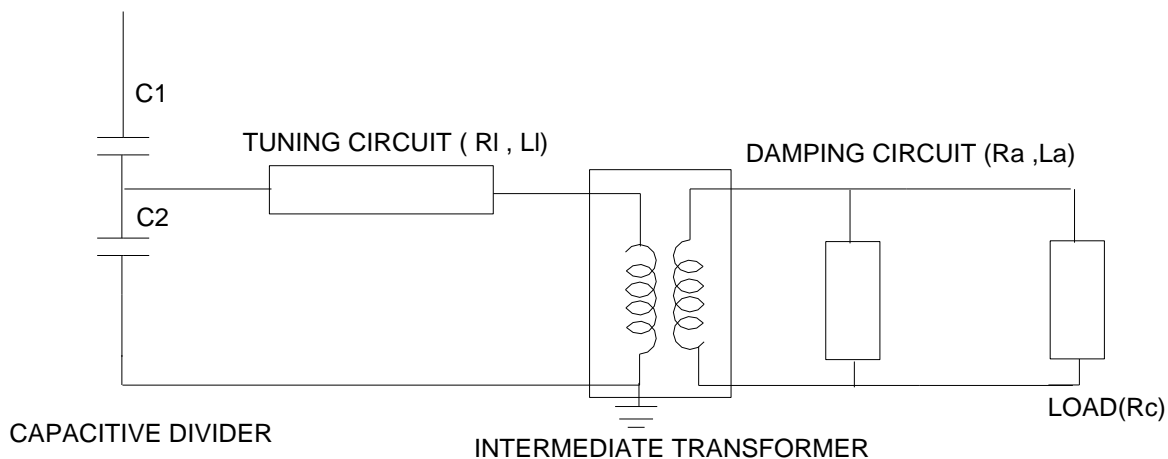 C1
TUNING CIRCUIT ( Rl , Ll)
DAMPING CIRCUIT (Ra ,La)
C2
LOAD(Rc)
CAPACITIVE DIVIDER
INTERMEDIATE TRANSFORMER